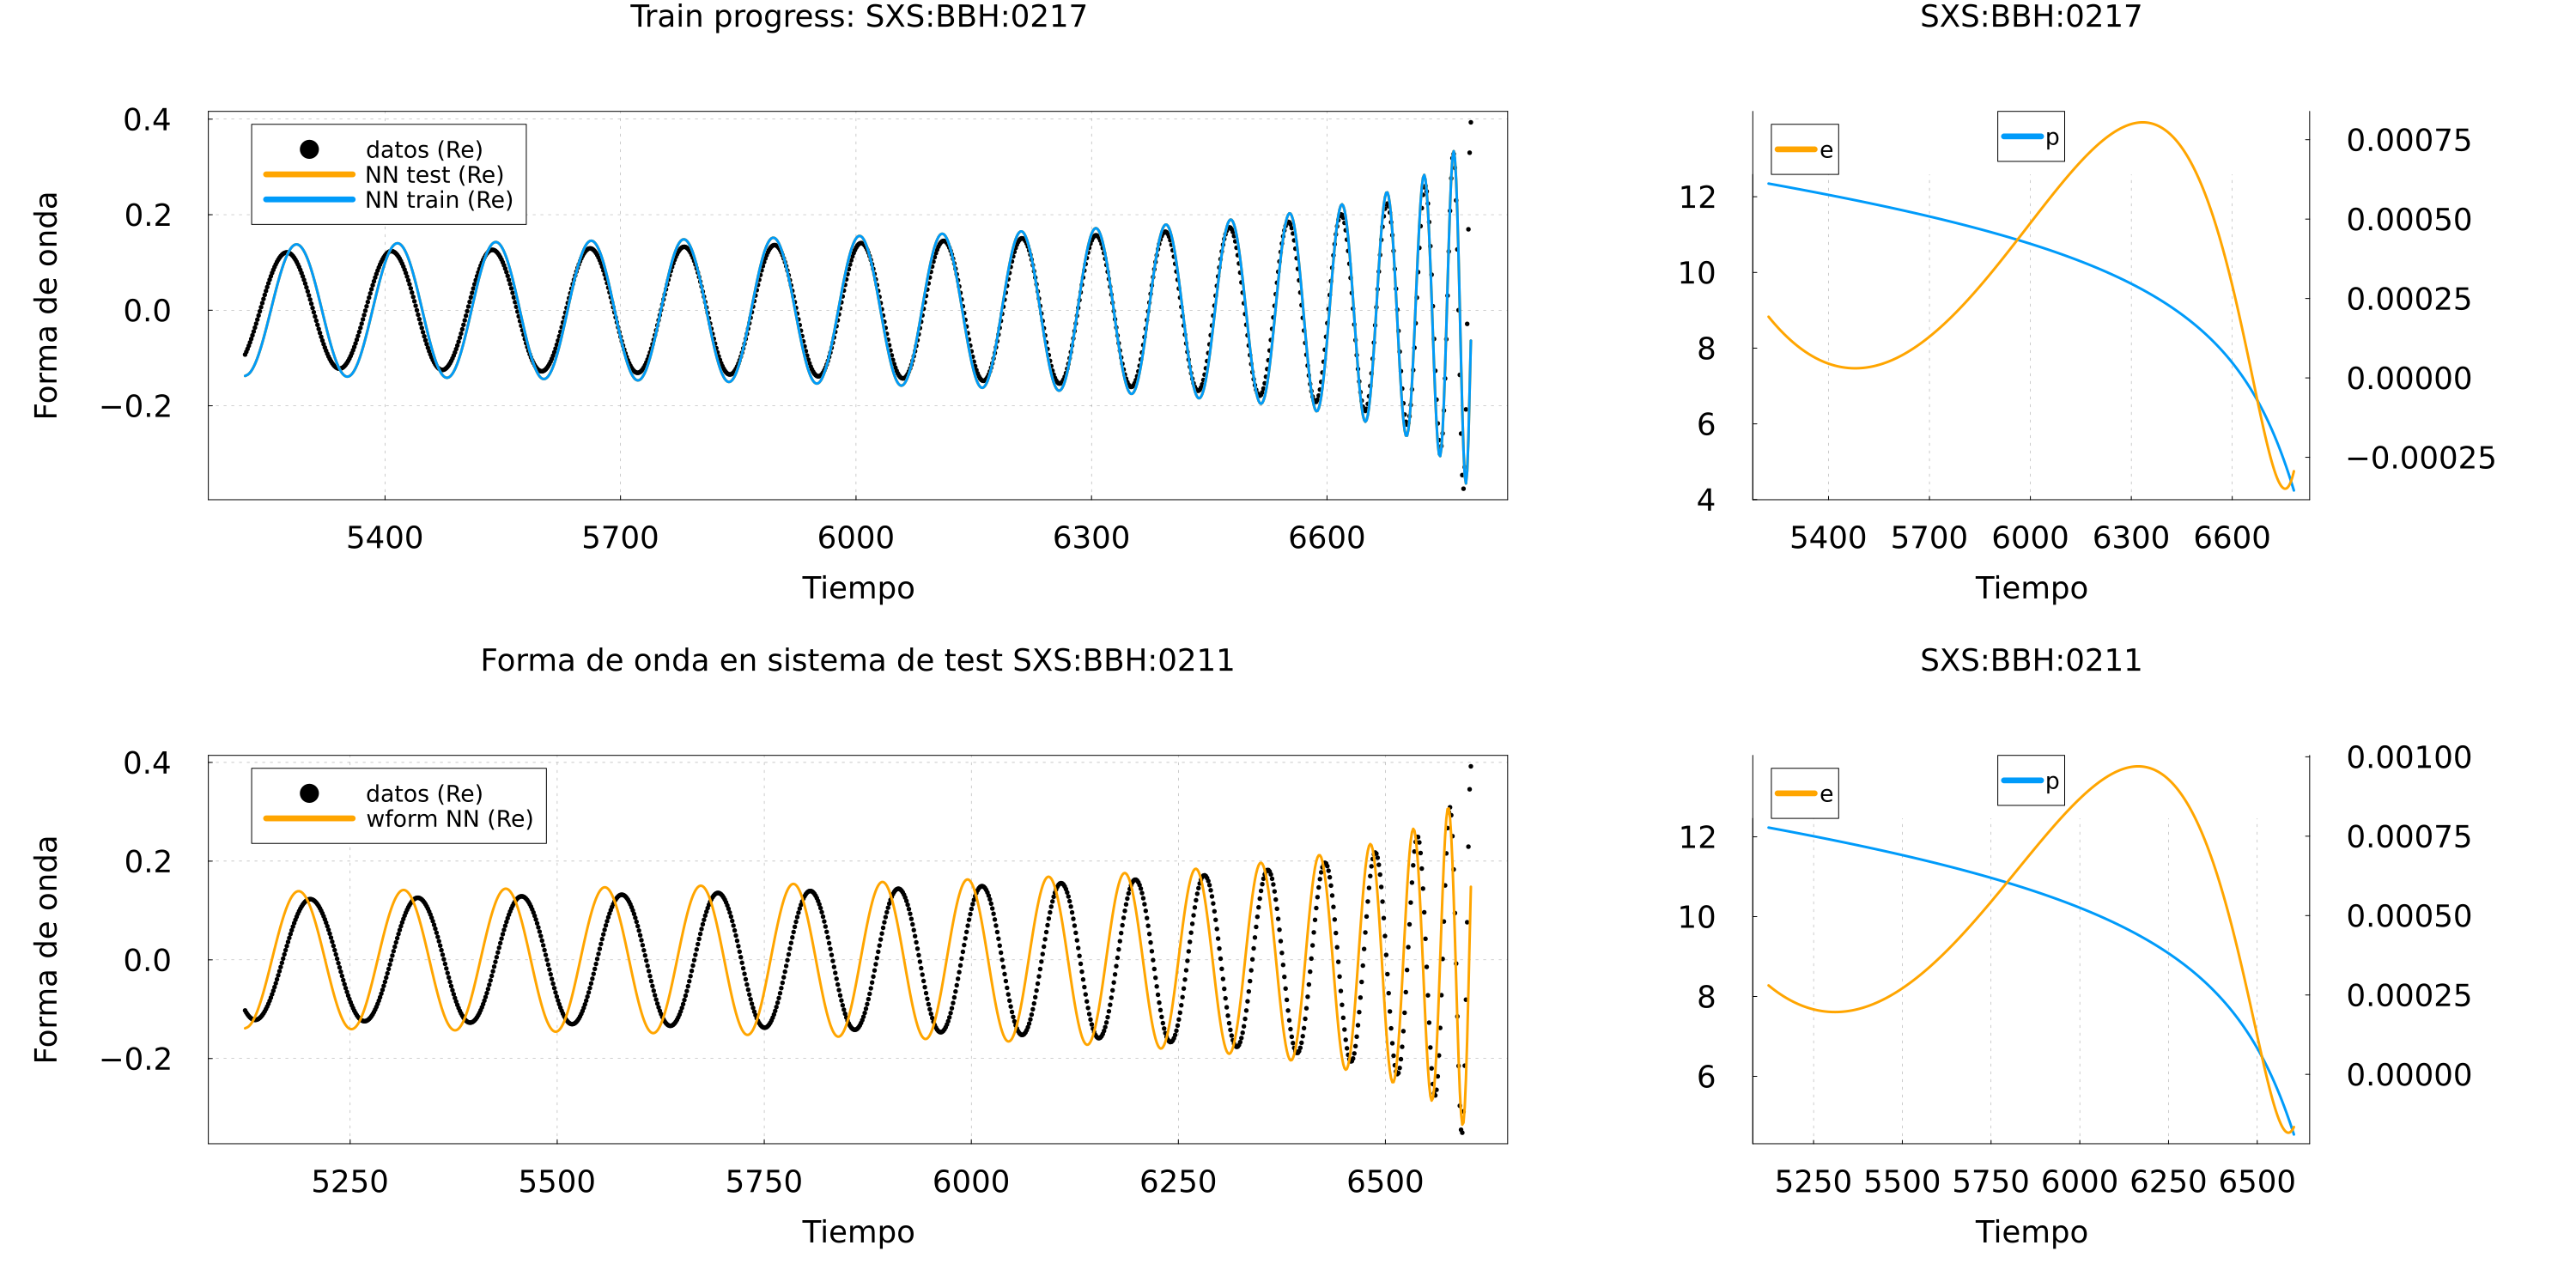 Train progress: SXS:BBH:0217
Forma de onda
0.4
0.2
0.0
−0.2
datos (Re)
NN test (Re)
NN train (Re)
5400 5700 6000 6300 6600
Tiempo
SXS:BBH:0217
12
10
8
6
4
e
p
0.00075
0.00050
0.00025
0.00000
−0.00025
5400 5700 6000 6300 6600
Tiempo
Forma de onda en sistema de test SXS:BBH:0211
Forma de onda
0.4
0.2
0.0
−0.2
datos (Re)
wform NN (Re)
5250 5500 5750 6000 6250 6500
Tiempo
SXS:BBH:0211
12
10
8
6
e
p
0.00100
0.00075
0.00050
0.00025
0.00000
5250 5500 5750 6000 6250 6500
Tiempo